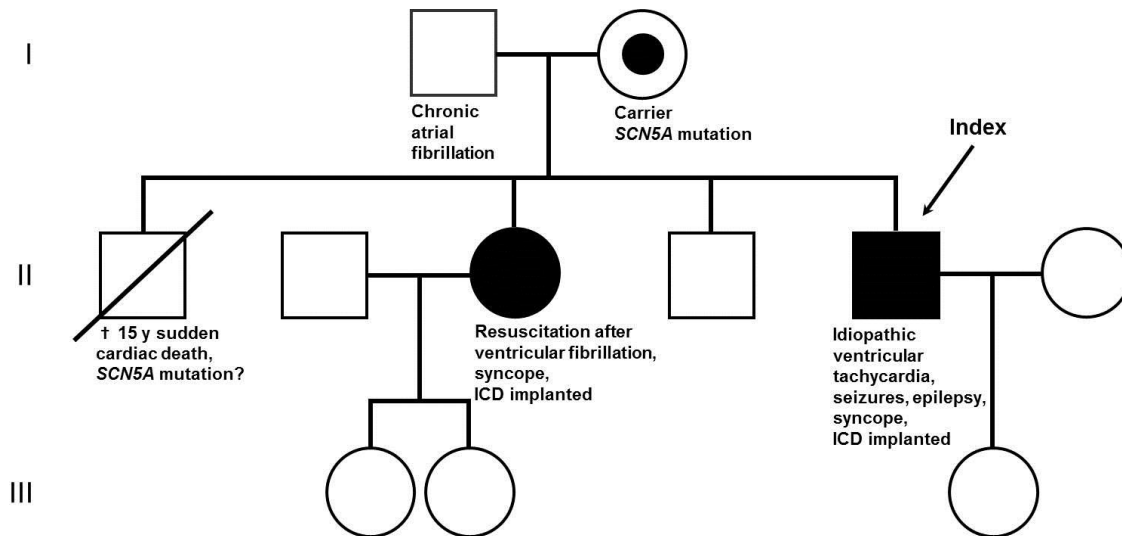 I
Chronic
atrial
fibrillation
Carrier
SCN5A mutation
Index
II
† 15 y sudden
cardiac death,
SCN5A mutation?
Resuscitation after
ventricular fibrillation,
syncope,
ICD implanted
Idiopathic
ventricular
tachycardia,
seizures, epilepsy,
syncope,
ICD implanted
III